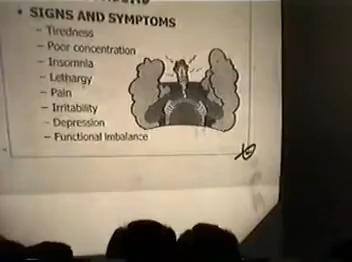 • SIGNS AND SYMPTOMS
– Tiredness
– Poor concentration
– Insomnia
– Lethargy
– Pain
– Irritability
– Depression
– Functional Imbalance